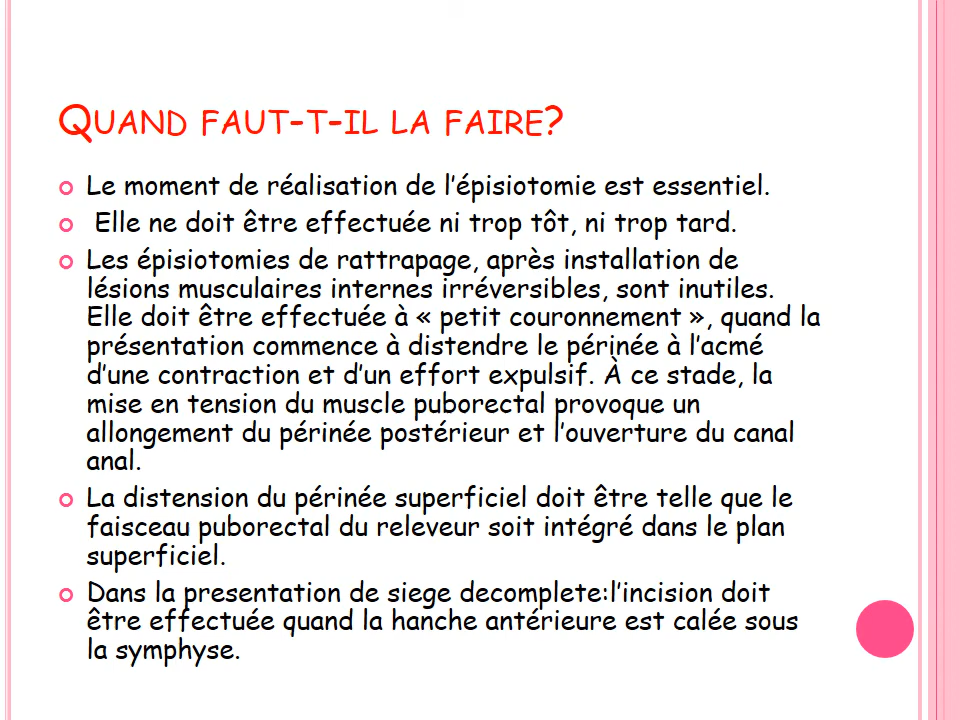 Quand faut-t-il la faire?
Le moment de réalisation de l'épisiotomie est essentiel.
Elle ne doit être effectuée ni trop tôt, ni trop tard.
Les épisiotomies de rattrapage, après installation de
lésions musculaires internes irréversibles, sont inutiles.
Elle doit être effectuée à « petit couronnement », quand la
présentation commence à distendre le périnée à l'acmé
d'une contraction et d'un effort expulsif. À ce stade, la
mise en tension du muscle puborectal provoque un
allongement du périnée postérieur et l'ouverture du canal
anal.
La distension du périnée superficiel doit être telle que le
faisceau puborectal du releveur soit intégré dans le plan
superficiel.
Dans la presentation de siege decomplete:l'incision doit
être effectuée quand la hanche antérieure est calée sous
la symphyse.